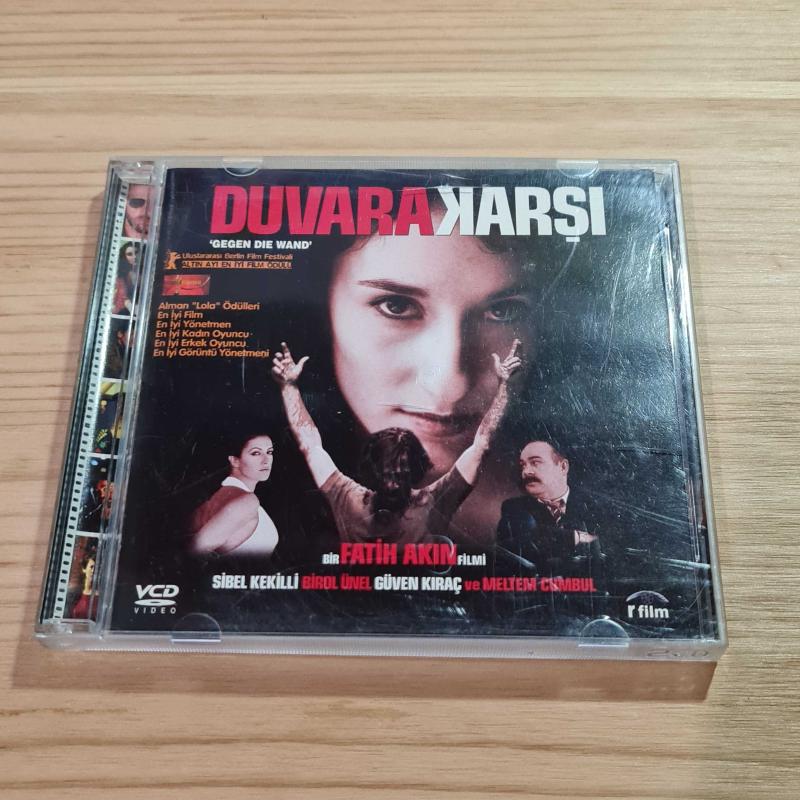 DUVARA KARŞI
'GEGEN DIE WAND'
Uluslararası Berlin Film Festivali
ALTIN AYI EN İYİ FİLM ÖDÜLÜ
Alman "Lola" Ödülleri
En İyi Film
En İyi Yönetmen
En İyi Kadın Oyuncu
En İyi Erkek Oyuncu
En İyi Görüntü Yönetmeni
BİR FATİH AKIN FİLMİ
SİBEL KEKİLLİ BİROL ÜNEL GÜVEN KIRAÇ ve MELTEM CUMBUL
VCD
VIDEO
r film